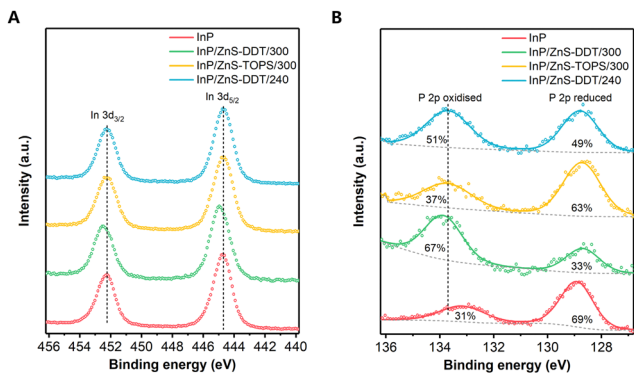 A
InP
InP/ZnS-DDT/300
InP/ZnS-TOPS/300
InP/ZnS-DDT/240
In 3d3/2
In 3d5/2
Intensity (a.u.)
456 454 452 450 448 446 444 442 440
Binding energy (eV)
B
InP
InP/ZnS-DDT/300
InP/ZnS-TOPS/300
InP/ZnS-DDT/240
P 2p oxidised P 2p reduced
51% 49%
37% 63%
67% 33%
31% 69%
Intensity (a.u.)
136 134 132 130 128
Binding energy (eV)